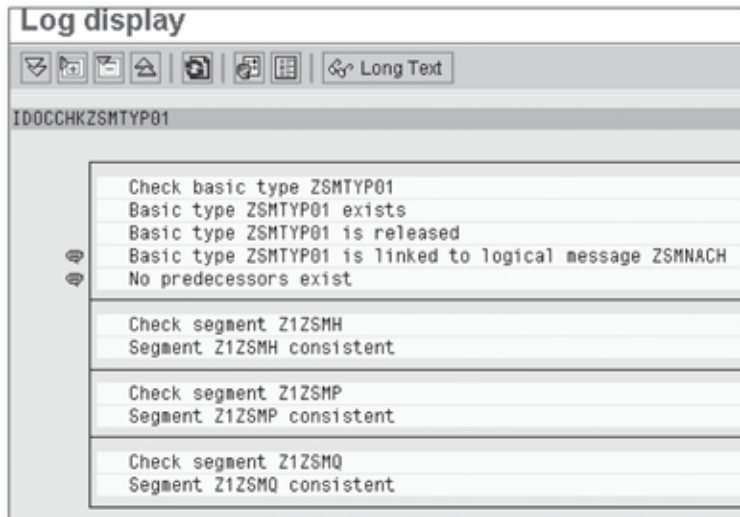 Log display
Long Text
IDOCCHKZSMTYP01
Check basic type ZSMTYP01
Basic type ZSMTYP01 exists
Basic type ZSMTYP01 is released
Basic type ZSMTYP01 is linked to logical message ZSMNACH
No predecessors exist
Check segment Z1ZSMH
Segment Z1ZSMH consistent
Check segment Z1ZSMP
Segment Z1ZSMP consistent
Check segment Z1ZSMQ
Segment Z1ZSMQ consistent